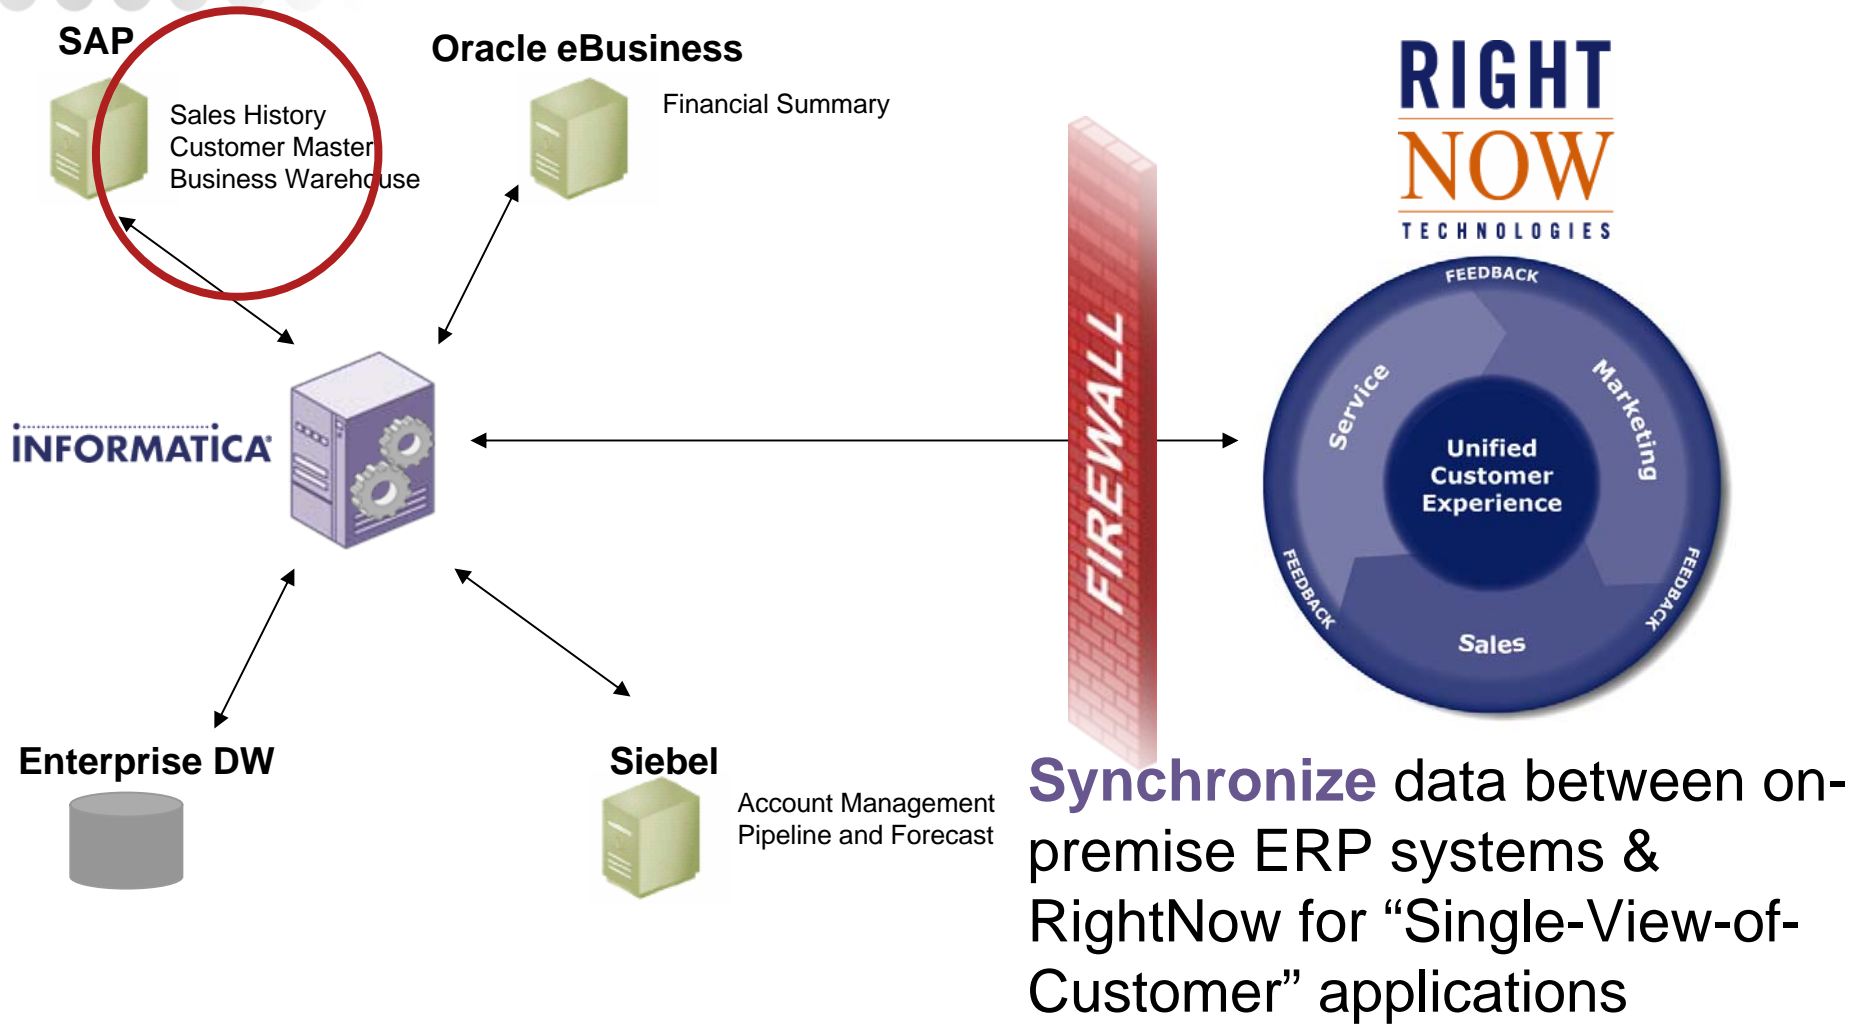 SAP
Sales History
Customer Master
Business Warehouse
Oracle eBusiness
Financial Summary
RIGHT
NOW
TECHNOLOGIES
INFORMATICA
FIREWALL
FEEDBACK
Service
Marketing
Unified
Customer
Experience
FEEDBACK
FEEDBACK
Sales
Enterprise DW
Siebel
Account Management
Pipeline and Forecast
Synchronize data between on-
premise ERP systems &
RightNow for “Single-View-of-
Customer” applications